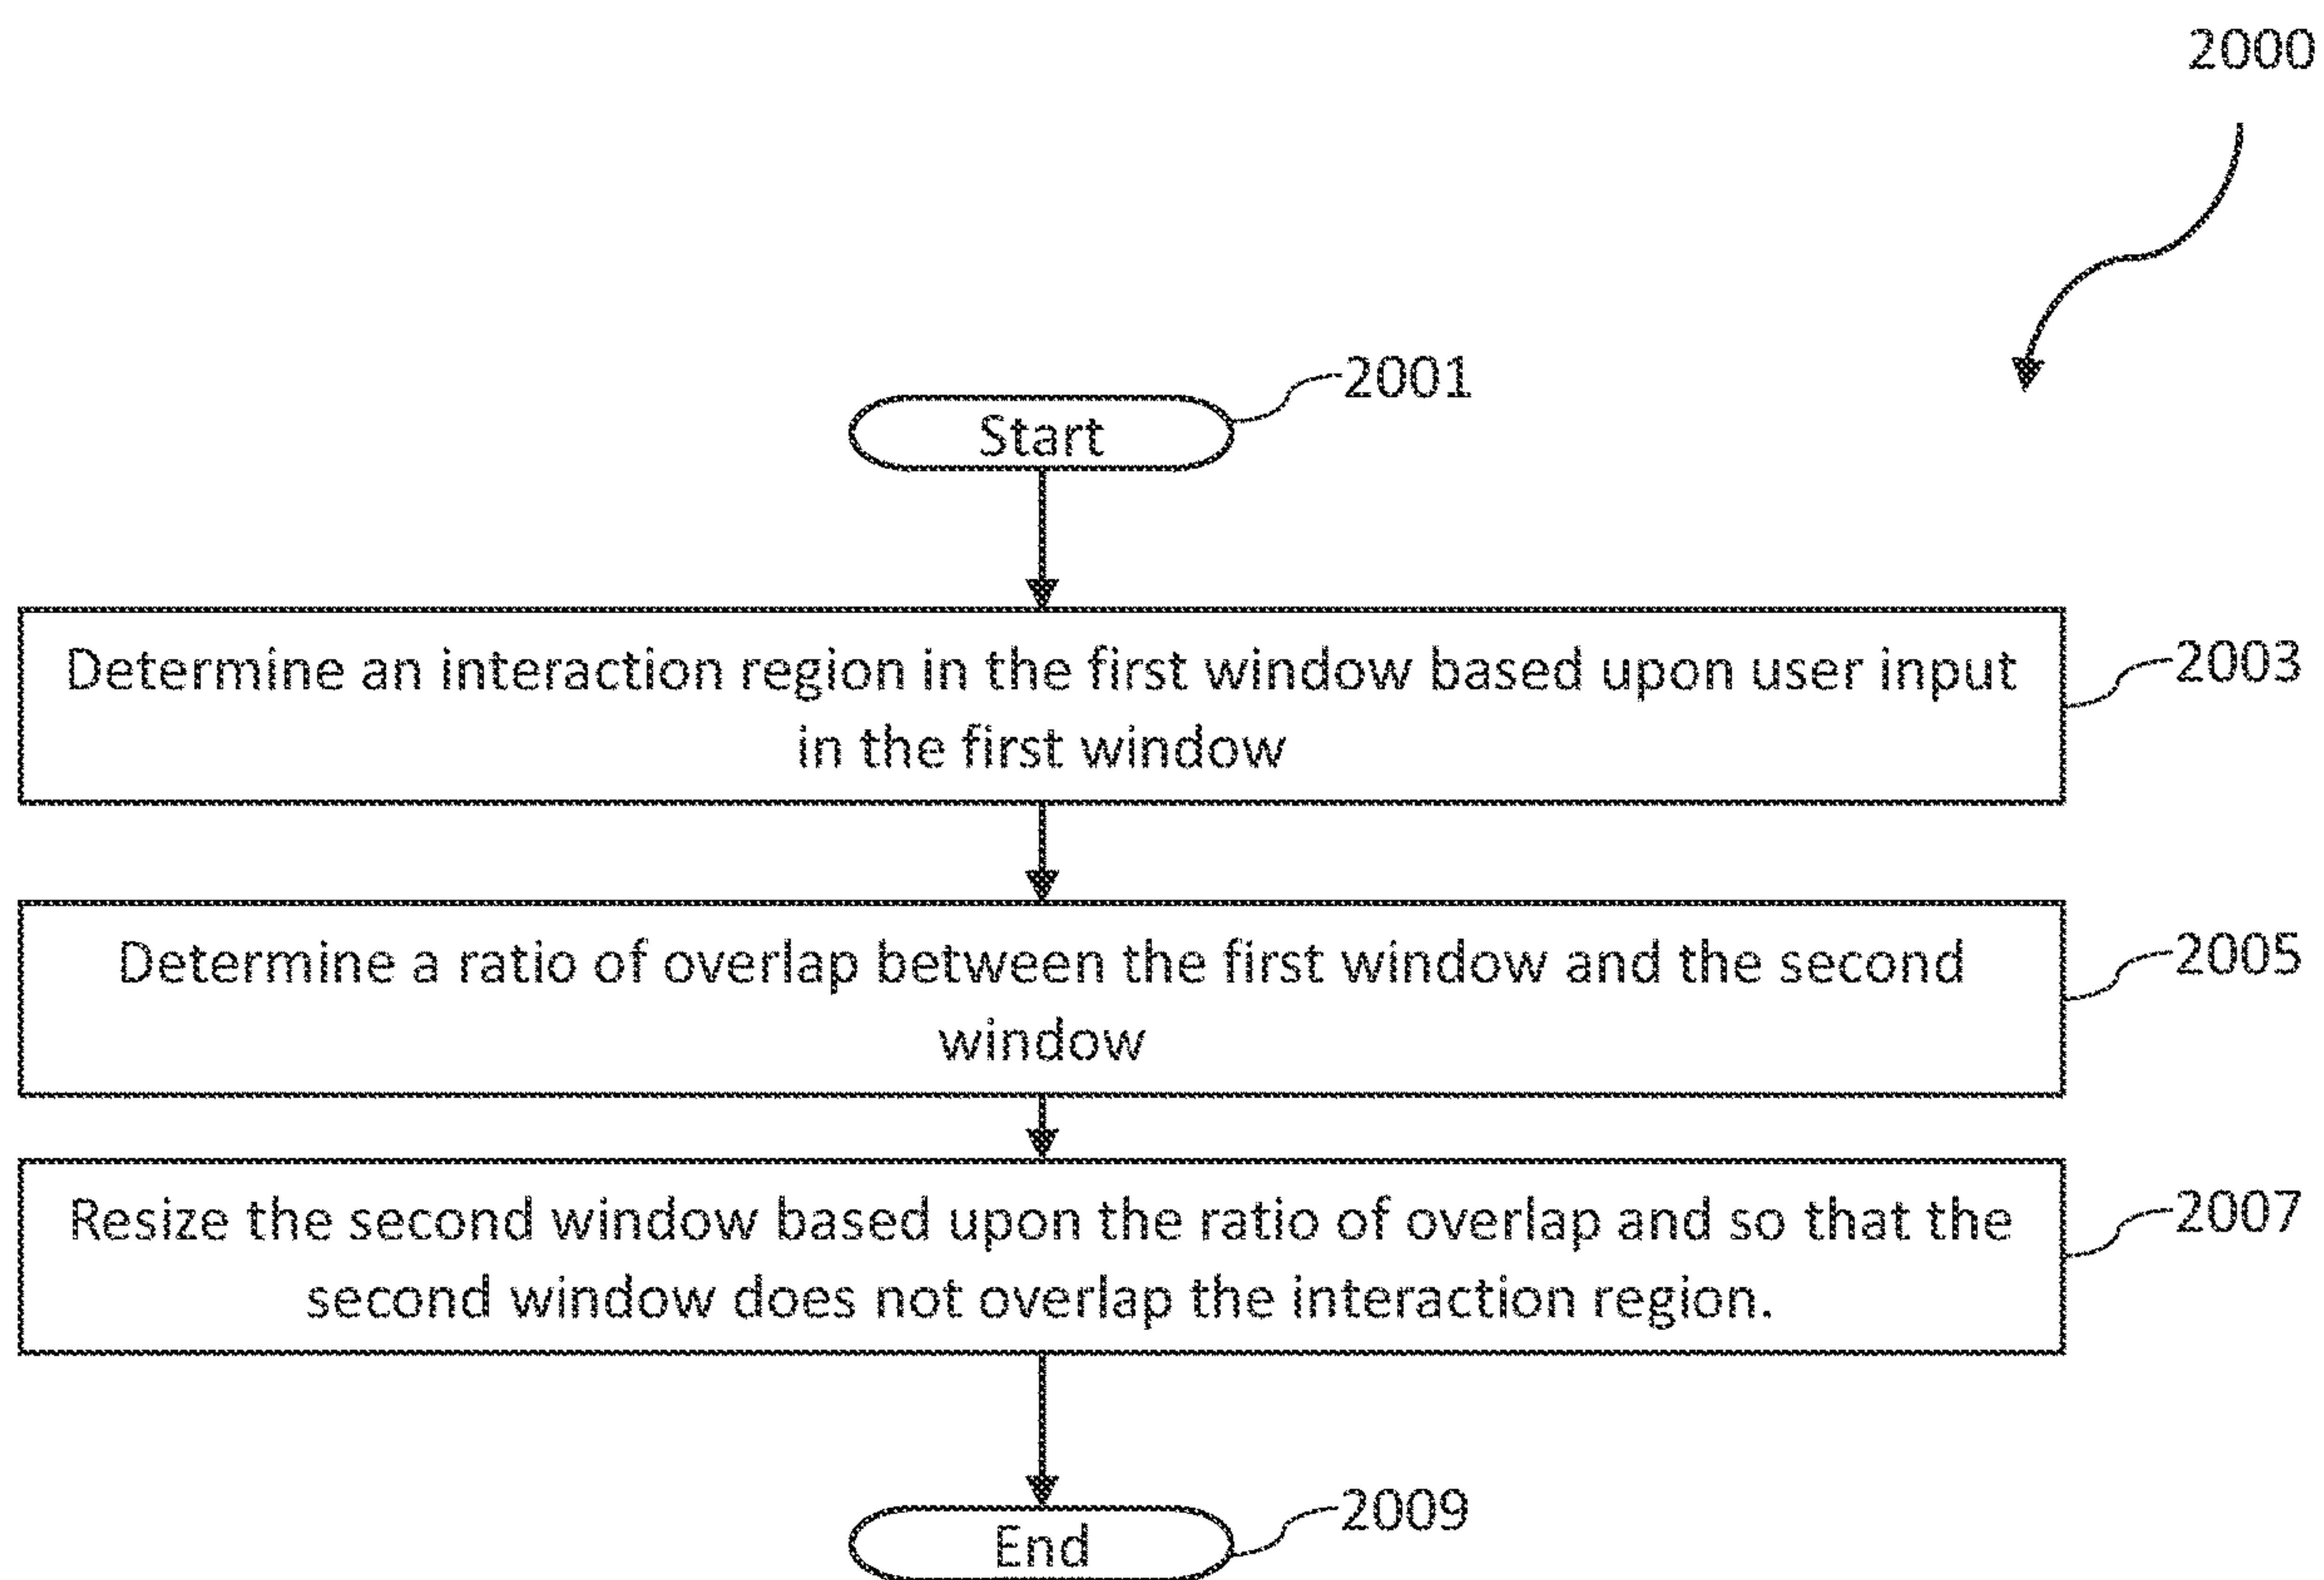 2000
2001
Start
Determine an interaction region in the first window based upon user input
in the first window
2003
Determine a ratio of overlap between the first window and the second
window
2005
Resize the second window based upon the ratio of overlap and so that the
second window does not overlap the interaction region.
2007
2009
End